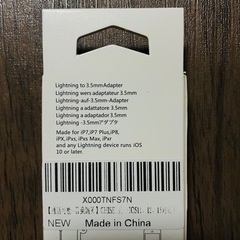 Lightning to 3.5mmAdapter
Lightning wers adaptateur 3.5mm
Lightning-auf-3.5mm-Adapter
Lightning a adattatore 3.5mm
Lightning a adaptador 3.5mm
Lightning -3.5mmアダプタ
Made for iP7,iP7 Plus,iP8,
iPX, iPxs, iPxs Max, iPxr
and any Lightning device runs iOS
10 or later.
X000TNFS7N
NEW
Made in China